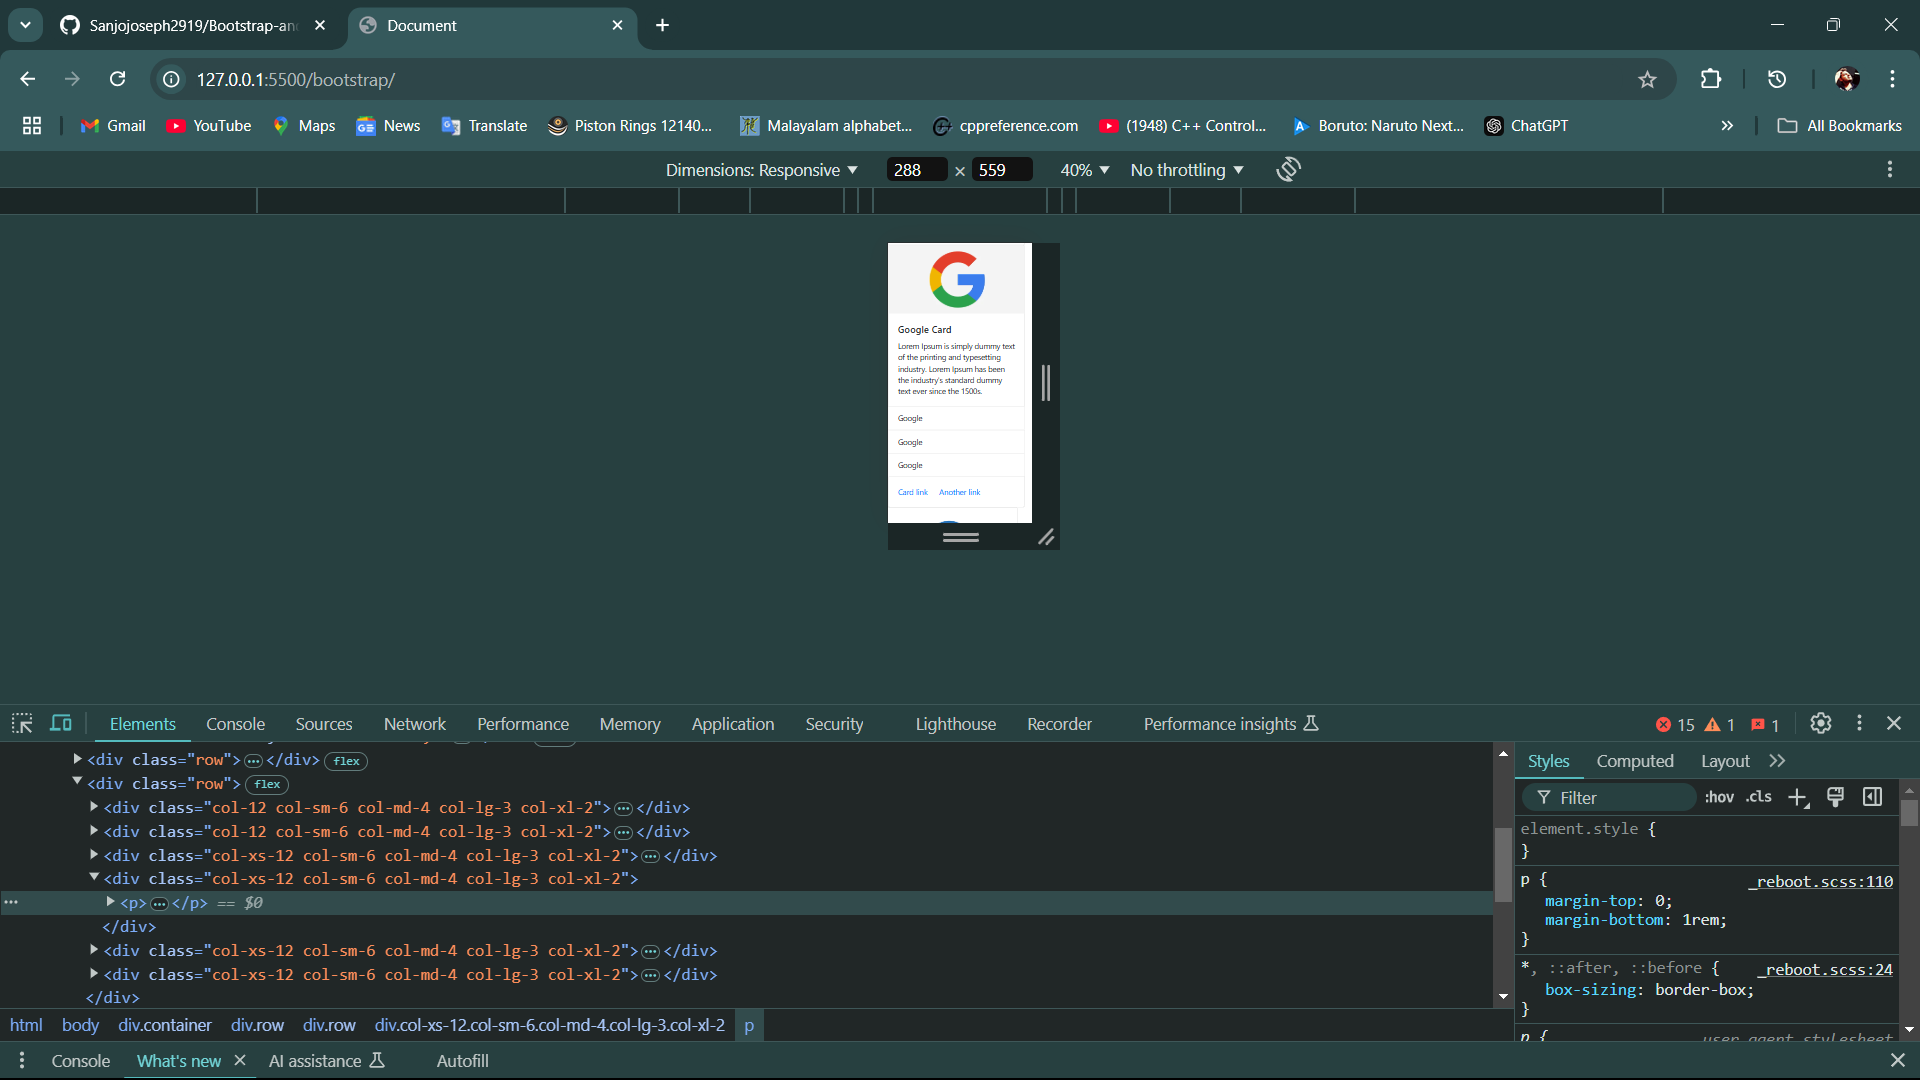 Sanjojoseph2919/Bootstrap-an
Document
127.0.0.1:5500/bootstrap/
Gmail
YouTube
Maps
News
Translate
Piston Rings 12140...
Malayalam alphabet...
cppreference.com
(1948) C++ Control...
Boruto: Naruto Next...
ChatGPT
All Bookmarks
Dimensions: Responsive 288 × 559 40% No throttling
Google Card
Lorem Ipsum is simply dummy text
of the printing and typesetting
industry. Lorem Ipsum has been
the industry's standard dummy
text ever since the 1500s.
Google
Google
Google
Card link Another link
Elements Console Sources Network Performance Memory Application Security Lighthouse Recorder Performance insights 15 1 1
<div class="row">…</div> flex
<div class="row"> flex
<div class="col-12 col-sm-6 col-md-4 col-lg-3 col-xl-2">…</div>
<div class="col-12 col-sm-6 col-md-4 col-lg-3 col-xl-2">…</div>
<div class="col-xs-12 col-sm-6 col-md-4 col-lg-3 col-xl-2">…</div>
<div class="col-xs-12 col-sm-6 col-md-4 col-lg-3 col-xl-2">
<p>…</p> == $0
</div>
<div class="col-xs-12 col-sm-6 col-md-4 col-lg-3 col-xl-2">…</div>
<div class="col-xs-12 col-sm-6 col-md-4 col-lg-3 col-xl-2">…</div>
</div>
html body div.container div.row div.row div.col-xs-12.col-sm-6.col-md-4.col-lg-3.col-xl-2 p
Styles Computed Layout
Filter :hov .cls
element.style {
}
p { _reboot.scss:110
margin-top: 0;
margin-bottom: 1rem;
}
*, ::after, ::before { _reboot.scss:24
box-sizing: border-box;
}
p { user agent stylesheet
Console What's new AI assistance Autofill